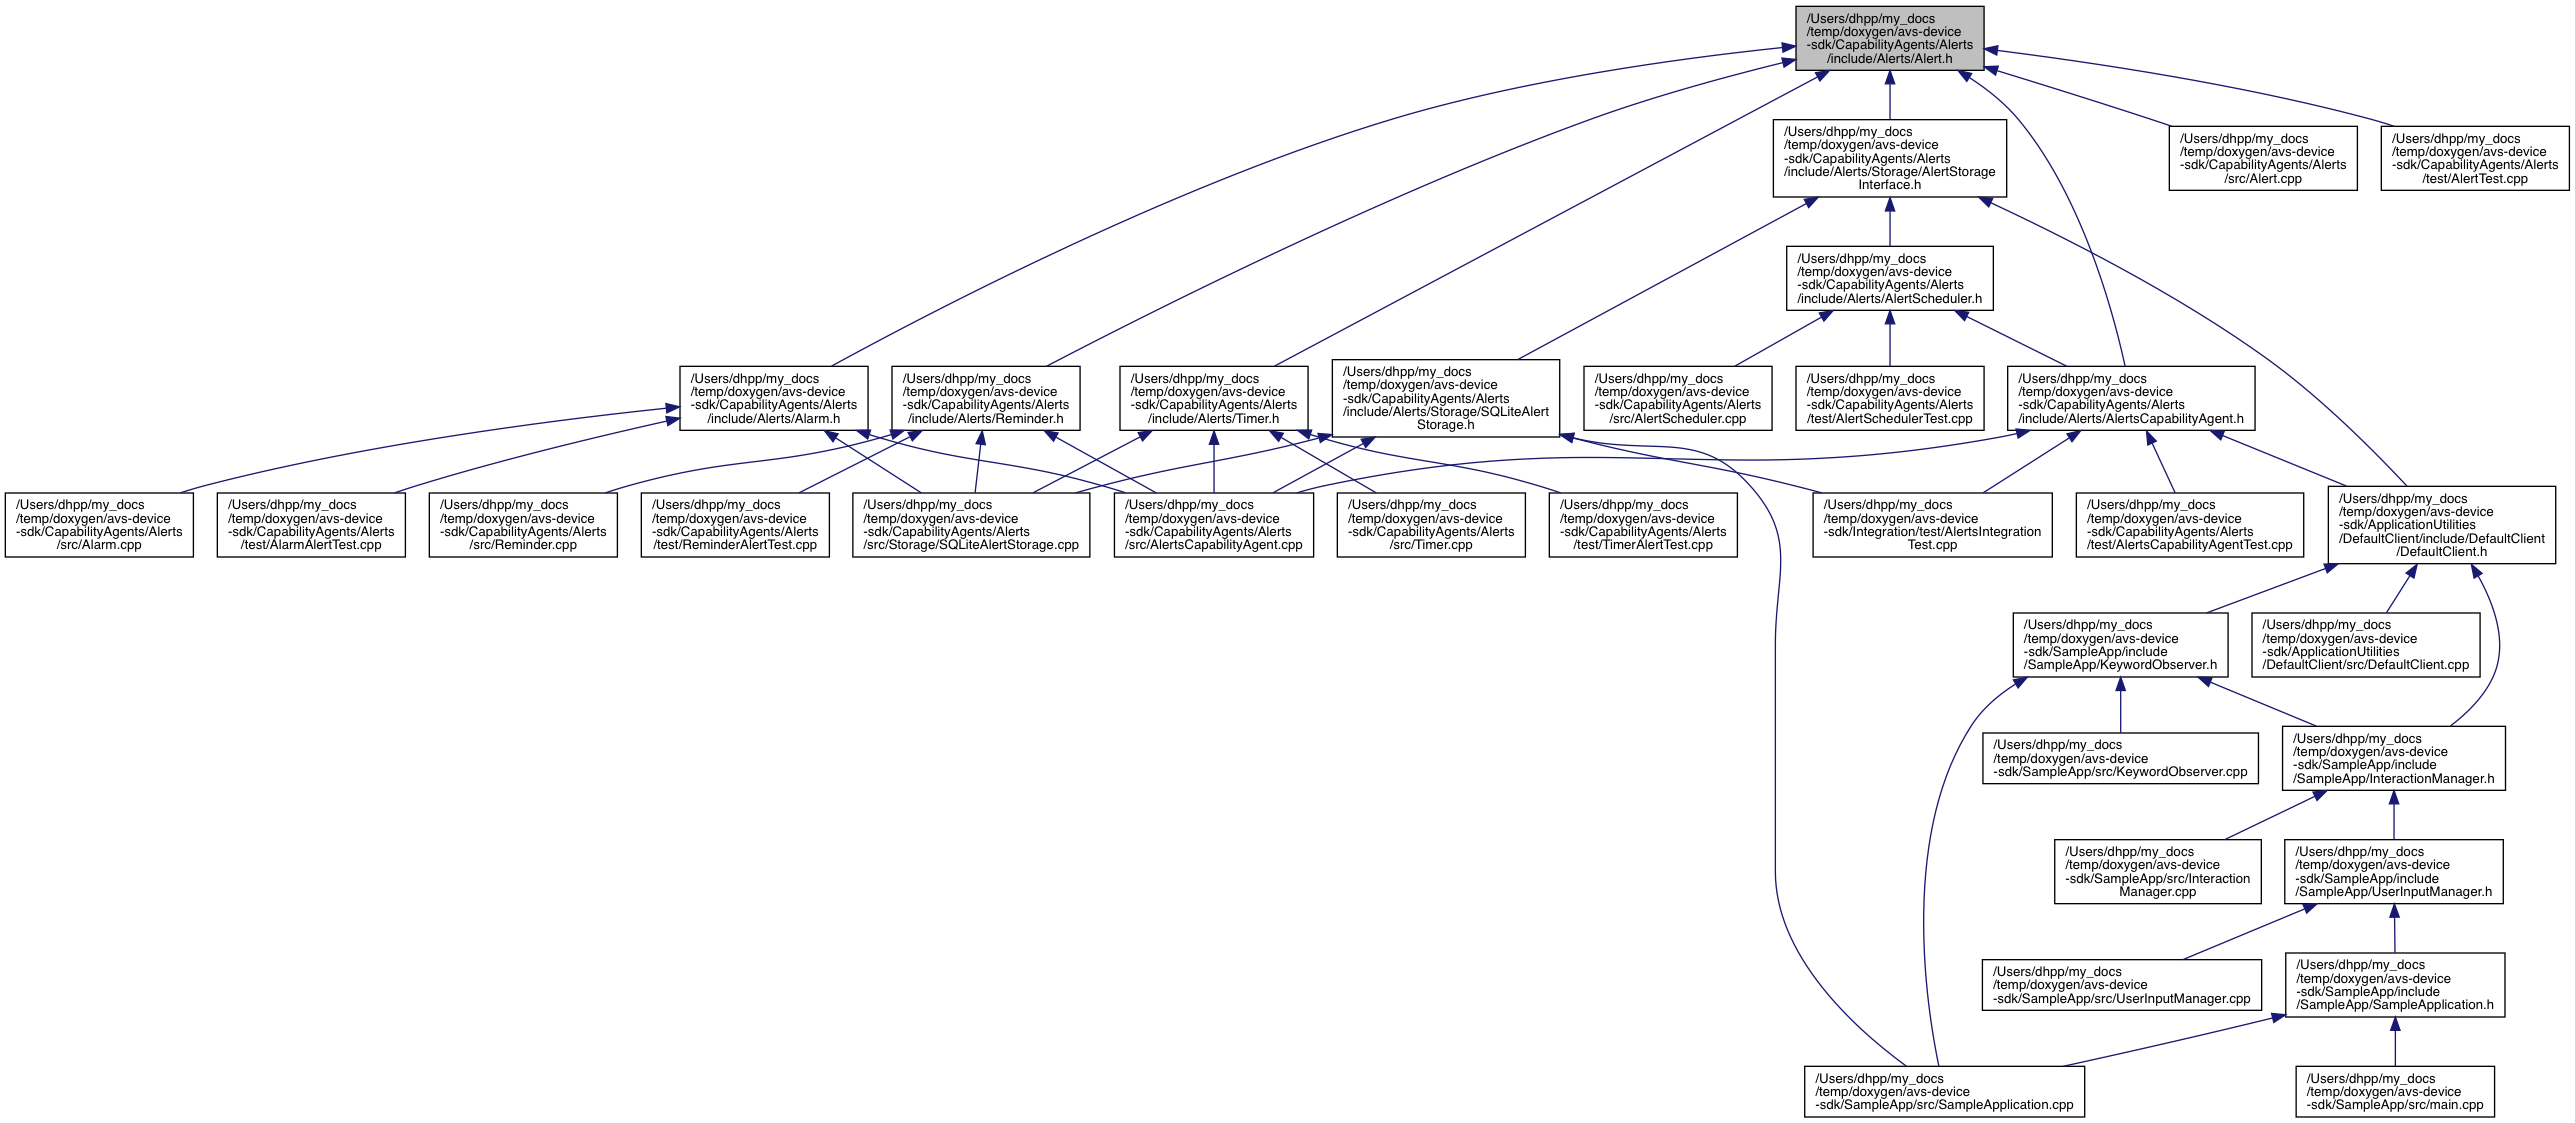 /Users/dhpp/my_docs
/temp/doxygen/avs-device
-sdk/CapabilityAgents/Alerts
/include/Alerts/Alert.h
/Users/dhpp/my_docs
/temp/doxygen/avs-device
-sdk/CapabilityAgents/Alerts
/include/Alerts/Storage/AlertStorage
Interface.h
/Users/dhpp/my_docs
/temp/doxygen/avs-device
-sdk/CapabilityAgents/Alerts
/src/Alert.cpp
/Users/dhpp/my_docs
/temp/doxygen/avs-device
-sdk/CapabilityAgents/Alerts
/test/AlertTest.cpp
/Users/dhpp/my_docs
/temp/doxygen/avs-device
-sdk/CapabilityAgents/Alerts
/include/Alerts/AlertScheduler.h
/Users/dhpp/my_docs
/temp/doxygen/avs-device
-sdk/CapabilityAgents/Alerts
/include/Alerts/Alarm.h
/Users/dhpp/my_docs
/temp/doxygen/avs-device
-sdk/CapabilityAgents/Alerts
/include/Alerts/Reminder.h
/Users/dhpp/my_docs
/temp/doxygen/avs-device
-sdk/CapabilityAgents/Alerts
/include/Alerts/Timer.h
/Users/dhpp/my_docs
/temp/doxygen/avs-device
-sdk/CapabilityAgents/Alerts
/include/Alerts/Storage/SQLiteAlert
Storage.h
/Users/dhpp/my_docs
/temp/doxygen/avs-device
-sdk/CapabilityAgents/Alerts
/src/AlertScheduler.cpp
/Users/dhpp/my_docs
/temp/doxygen/avs-device
-sdk/CapabilityAgents/Alerts
/test/AlertSchedulerTest.cpp
/Users/dhpp/my_docs
/temp/doxygen/avs-device
-sdk/CapabilityAgents/Alerts
/include/Alerts/AlertsCapabilityAgent.h
/Users/dhpp/my_docs
/temp/doxygen/avs-device
-sdk/CapabilityAgents/Alerts
/src/Alarm.cpp
/Users/dhpp/my_docs
/temp/doxygen/avs-device
-sdk/CapabilityAgents/Alerts
/test/AlarmAlertTest.cpp
/Users/dhpp/my_docs
/temp/doxygen/avs-device
-sdk/CapabilityAgents/Alerts
/src/Reminder.cpp
/Users/dhpp/my_docs
/temp/doxygen/avs-device
-sdk/CapabilityAgents/Alerts
/test/ReminderAlertTest.cpp
/Users/dhpp/my_docs
/temp/doxygen/avs-device
-sdk/CapabilityAgents/Alerts
/src/Storage/SQLiteAlertStorage.cpp
/Users/dhpp/my_docs
/temp/doxygen/avs-device
-sdk/CapabilityAgents/Alerts
/src/AlertsCapabilityAgent.cpp
/Users/dhpp/my_docs
/temp/doxygen/avs-device
-sdk/CapabilityAgents/Alerts
/src/Timer.cpp
/Users/dhpp/my_docs
/temp/doxygen/avs-device
-sdk/CapabilityAgents/Alerts
/test/TimerAlertTest.cpp
/Users/dhpp/my_docs
/temp/doxygen/avs-device
-sdk/Integration/test/AlertsIntegration
Test.cpp
/Users/dhpp/my_docs
/temp/doxygen/avs-device
-sdk/CapabilityAgents/Alerts
/test/AlertsCapabilityAgentTest.cpp
/Users/dhpp/my_docs
/temp/doxygen/avs-device
-sdk/ApplicationUtilities
/DefaultClient/include/DefaultClient
/DefaultClient.h
/Users/dhpp/my_docs
/temp/doxygen/avs-device
-sdk/SampleApp/include
/SampleApp/KeywordObserver.h
/Users/dhpp/my_docs
/temp/doxygen/avs-device
-sdk/ApplicationUtilities
/DefaultClient/src/DefaultClient.cpp
/Users/dhpp/my_docs
/temp/doxygen/avs-device
-sdk/SampleApp/src/KeywordObserver.cpp
/Users/dhpp/my_docs
/temp/doxygen/avs-device
-sdk/SampleApp/include
/SampleApp/InteractionManager.h
/Users/dhpp/my_docs
/temp/doxygen/avs-device
-sdk/SampleApp/src/Interaction
Manager.cpp
/Users/dhpp/my_docs
/temp/doxygen/avs-device
-sdk/SampleApp/include
/SampleApp/UserInputManager.h
/Users/dhpp/my_docs
/temp/doxygen/avs-device
-sdk/SampleApp/src/UserInputManager.cpp
/Users/dhpp/my_docs
/temp/doxygen/avs-device
-sdk/SampleApp/include
/SampleApp/SampleApplication.h
/Users/dhpp/my_docs
/temp/doxygen/avs-device
-sdk/SampleApp/src/SampleApplication.cpp
/Users/dhpp/my_docs
/temp/doxygen/avs-device
-sdk/SampleApp/src/main.cpp